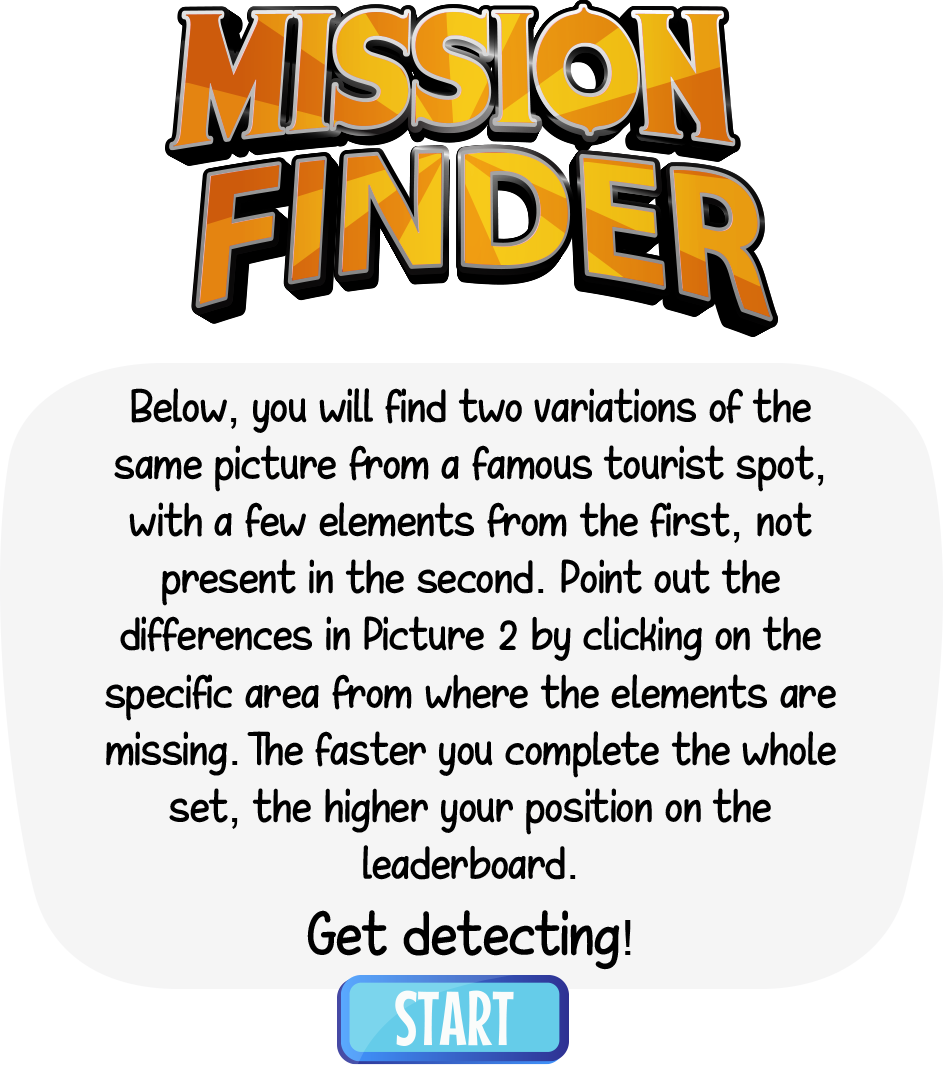 MISSION
FINDER
Below, you will find two variations of the
same picture from a famous tourist spot,
with a few elements from the first, not
present in the second. Point out the
differences in Picture 2 by clicking on the
specific area from where the elements are
missing. The faster you complete the whole
set, the higher your position on the
leaderboard.
Get detecting!
START